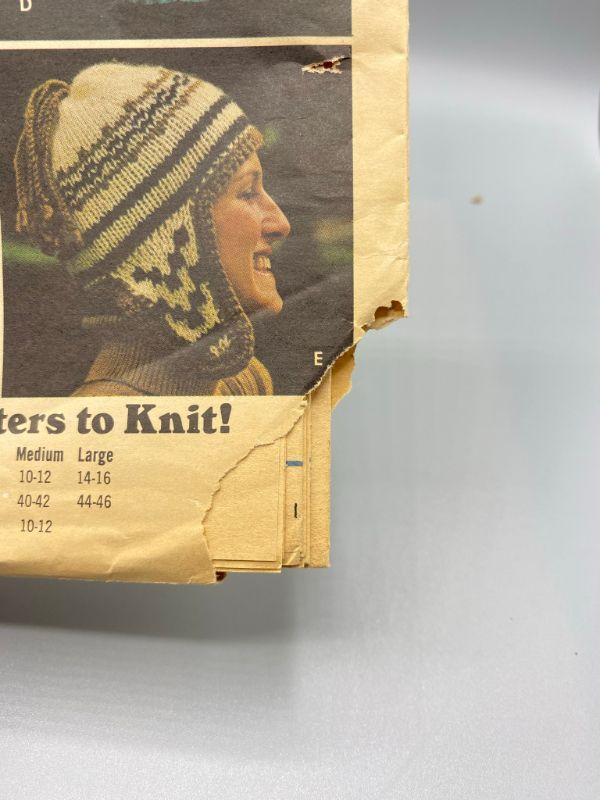 D
E
ters to Knit!
Medium Large
10-12 14-16
40-42 44-46
10-12